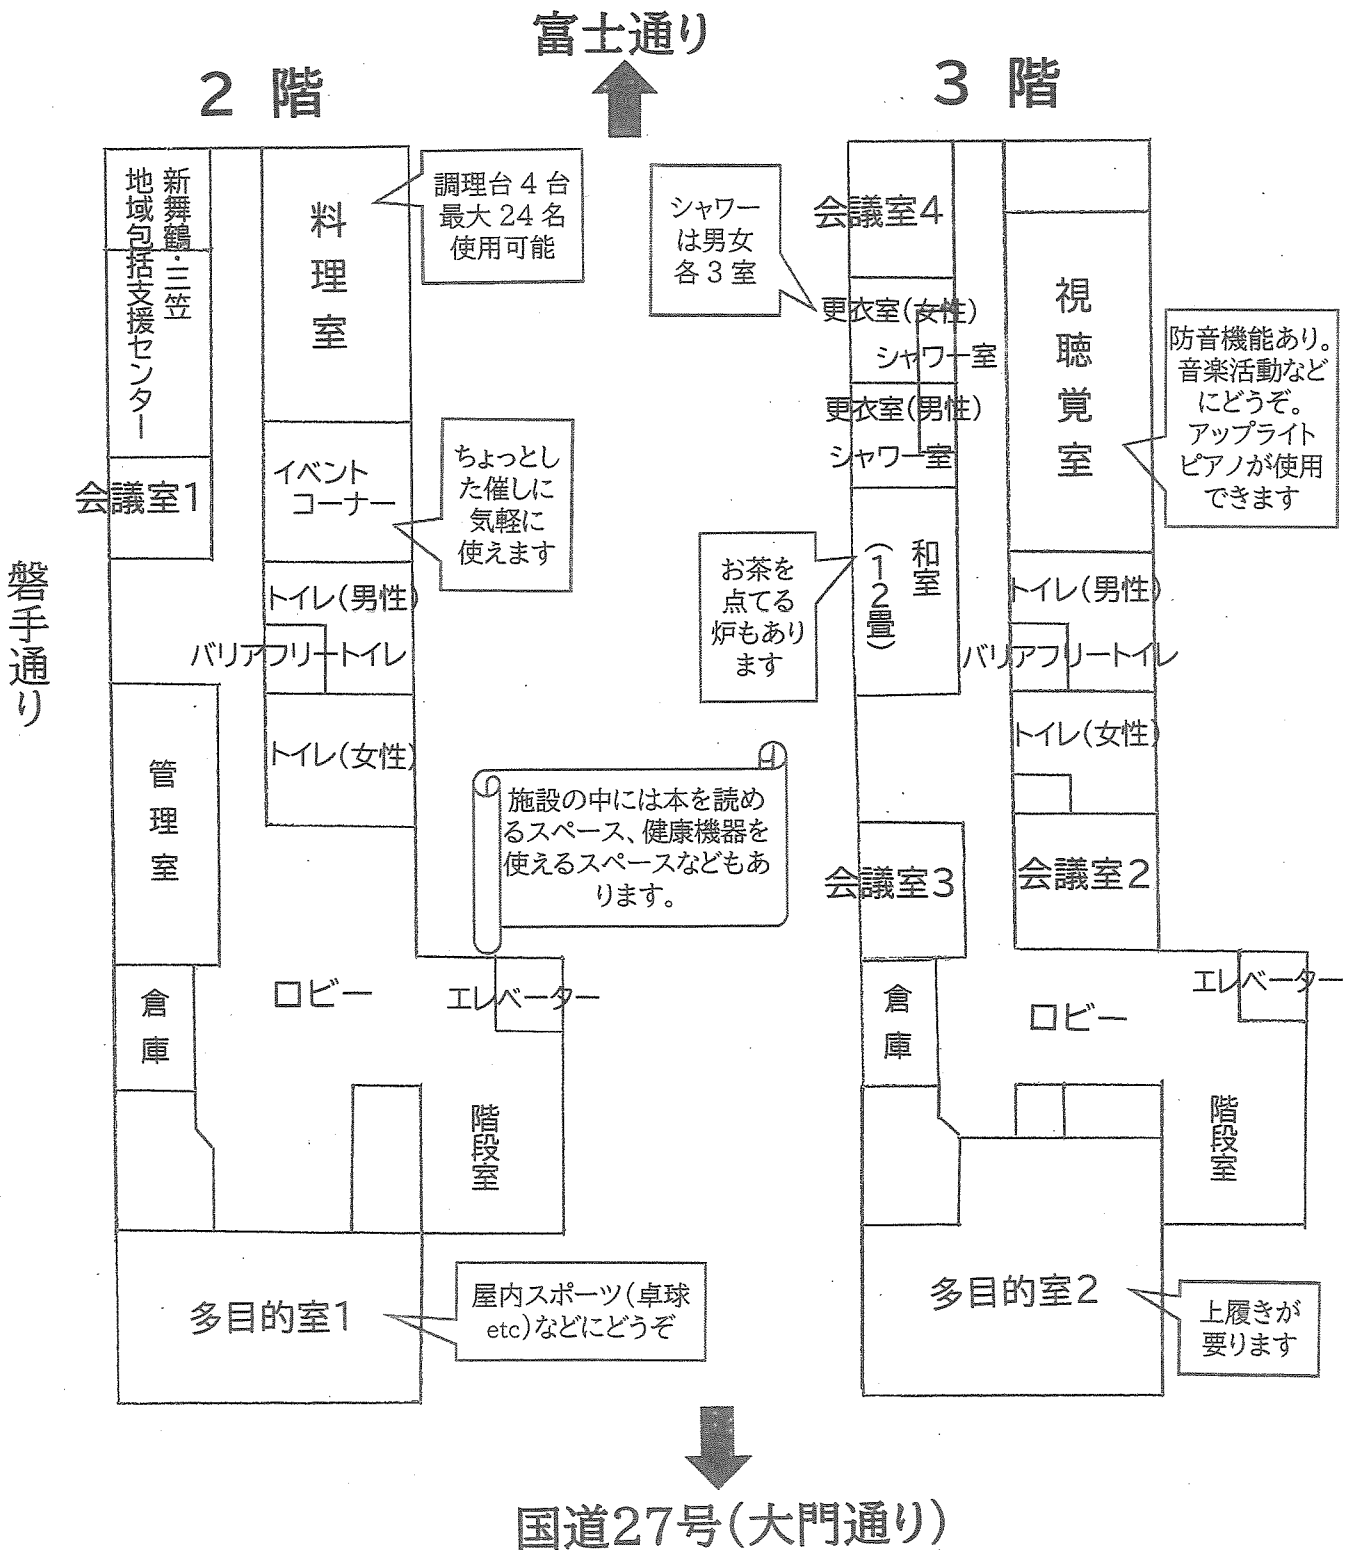 富士通り
2 階
3 階
新舞鶴・三笠
地域包括支援センター
料理室
調理台4台
最大24名
使用可能
会議室1
イベント
コーナー
ちょっとし
た催しに
気軽に
使えます
トイレ(男性)
バリアフリートイレ
トイレ(女性)
管理室
倉庫
ロビー
エレベーター
階段室
多目的室1
屋内スポーツ(卓球
etc)などにどうぞ
磐手通り
施設の中には本を読め
るスペース、健康機器を
使えるスペースなどもあ
ります。
シャワー
は男女
各3室
会議室4
更衣室(女性)
シャワー室
更衣室(男性)
シャワー室
視聴覚室
防音機能あり。
音楽活動など
にどうぞ。
アップライト
ピアノが使用
できます
お茶を
点てる
炉もあり
ます
和室
(12畳)
トイレ(男性)
バリアフリートイレ
トイレ(女性)
会議室3
会議室2
倉庫
ロビー
エレベーター
階段室
多目的室2
上履きが
要ります
国道27号(大門通り)